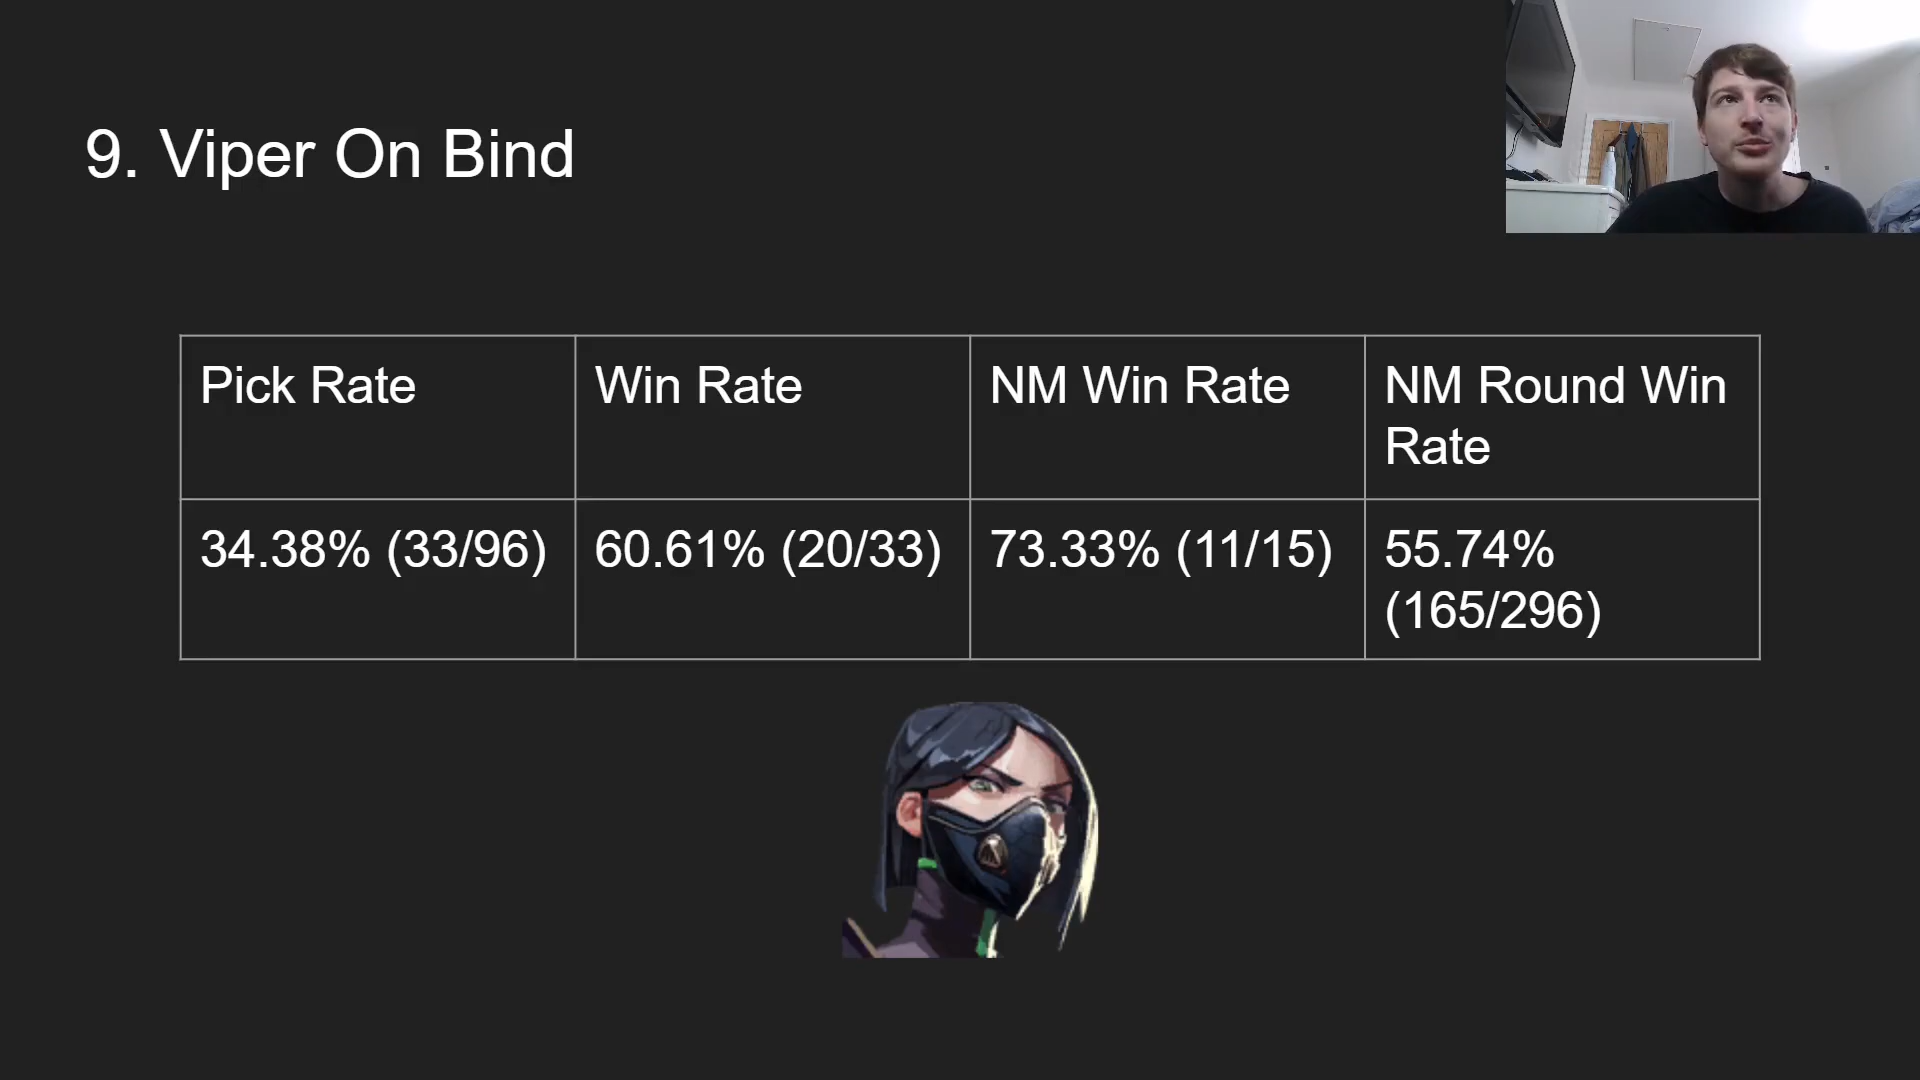 9. Viper On Bind
Pick Rate
Win Rate
NM Win Rate
NM Round Win
Rate
34.38% (33/96)
60.61% (20/33)
73.33% (11/15)
55.74%
(165/296)